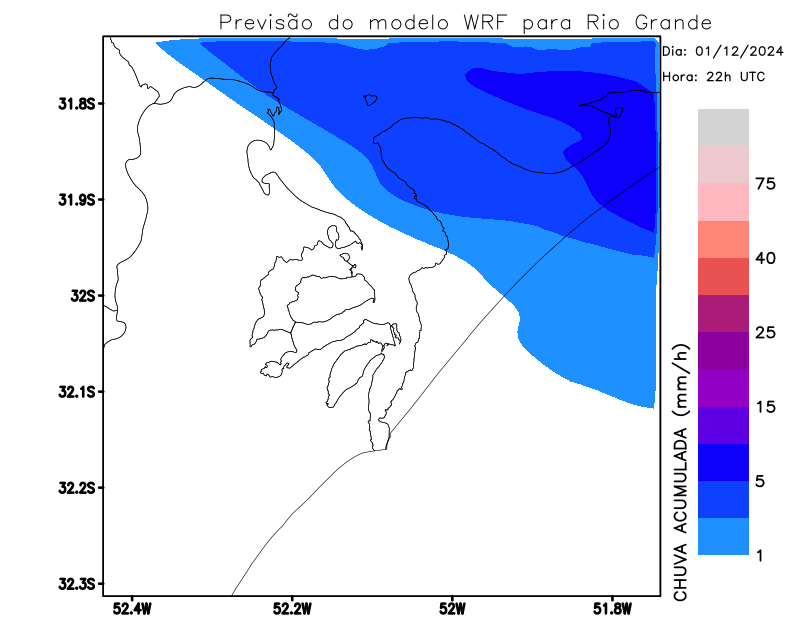 Previsão do modelo WRF para Rio Grande
Dia: 01/12/2024
Hora: 22h UTC
31.8S
31.9S
32S
32.1S
32.2S
32.3S
52.4W
52.2W
52W
51.8W
75
40
25
15
5
1
CHUVA ACUMULADA (mm/h)